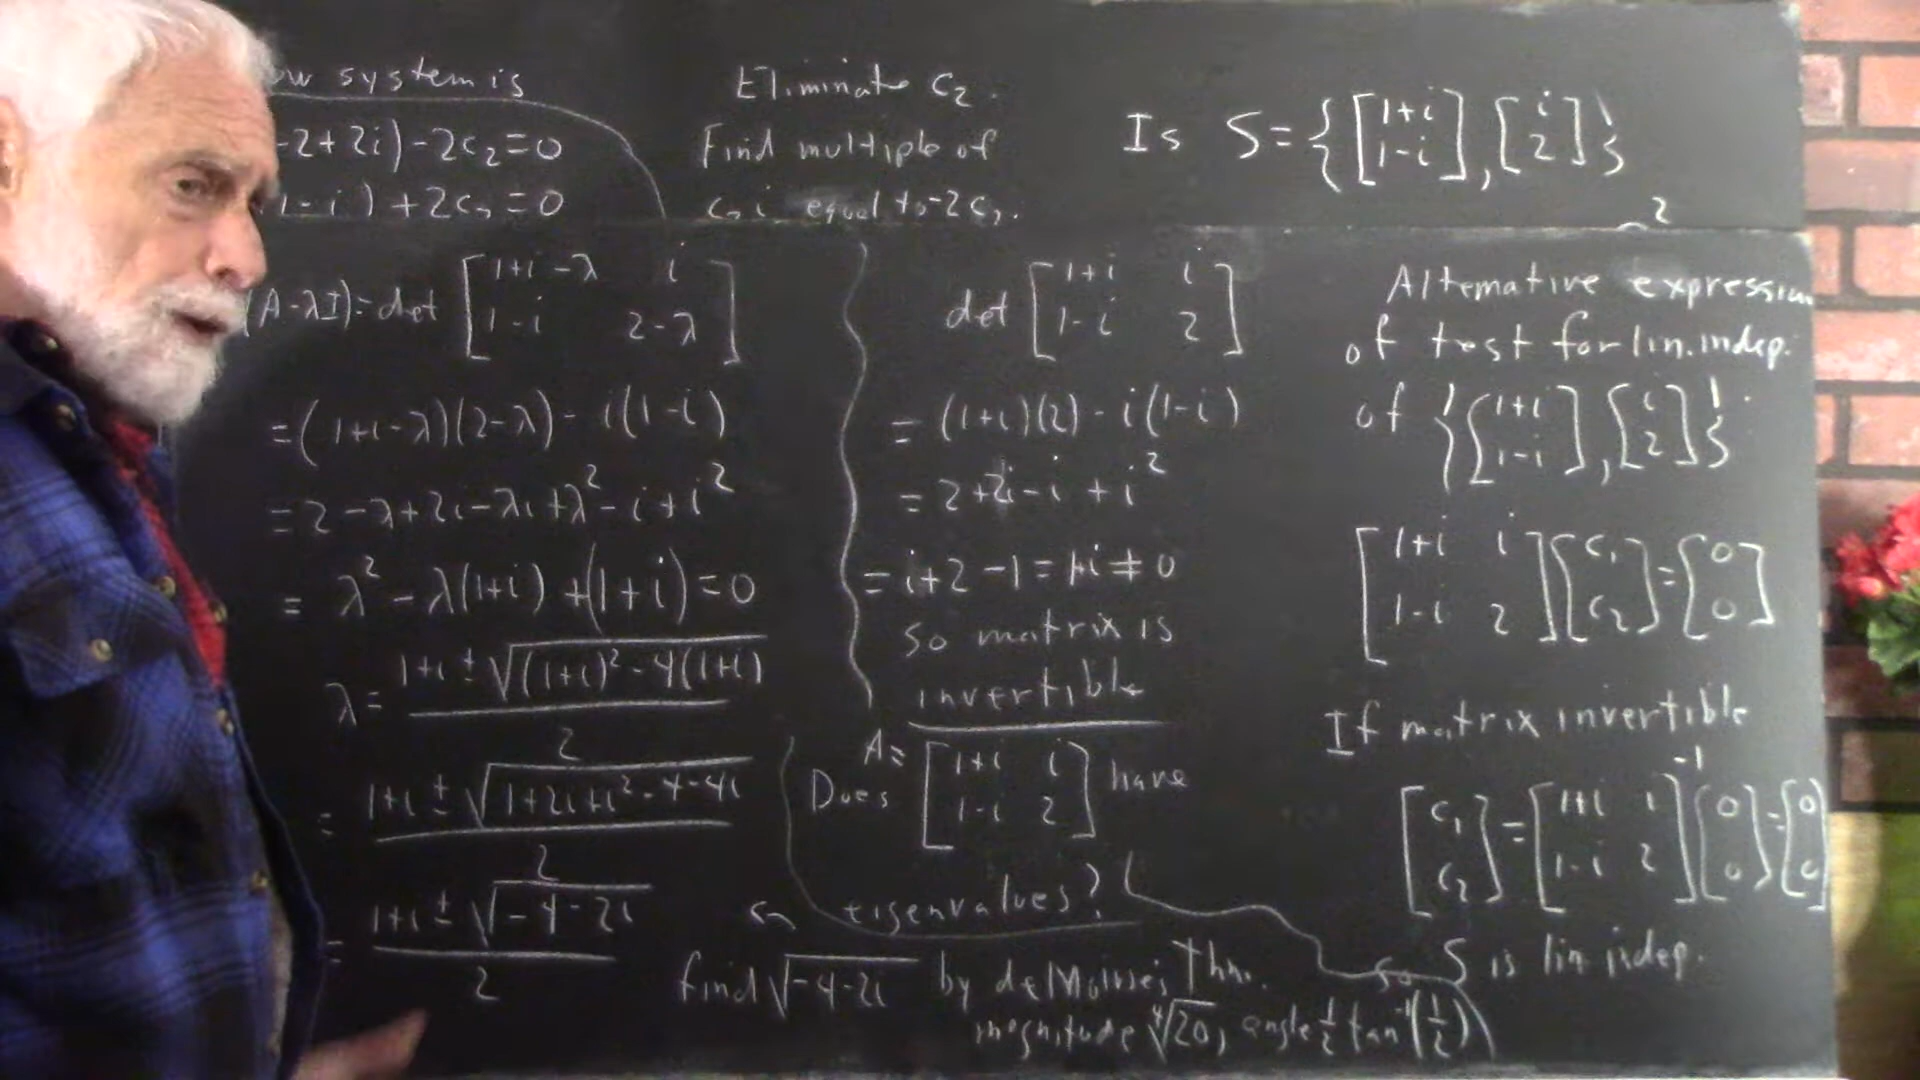 ow system is
-2+2i)-2c₂=0
1-i)+2c₂=0
Eliminate c₂.
Find multiple of
equal to -2c₂.
Is S={[1+i
1-i],[i
2]}
2
(A-λI)=det [1+i-λ i
1-i 2-λ]
=(1+i-λ)(2-λ)-i(1-i)
=2-λ+2i-λi+λ²-i+i²
= λ²-λ(1+i)+(1+i)=0
λ= 1+i±√(1+i)²-4(1+i)
2
= 1+i±√1+2i+i²-4-4i
2
= 1+i±√-4-2i
2
det [1+i i
1-i 2]
=(1+i)(2)-i(1-i)
=2+2i-i+i²
=i+2-1=1+i≠0
so matrix is
invertible
A=
Does [1+i i
1-i 2] have
eigenvalues?
find √-4-2i by deMoivre's Thm.
magnitude ⁴√20, angle ½ tan⁻¹(½)
Alternative expression
of test for lin.indep.
of {[1+i
1-i],[i
2]}.
[1+i i
1-i 2][c₁
c₂]=[0
0]
If matrix invertible
[c₁
c₂]=[1+i i
1-i 2]⁻¹[0
0]=[0
0]
so S is lin indep.